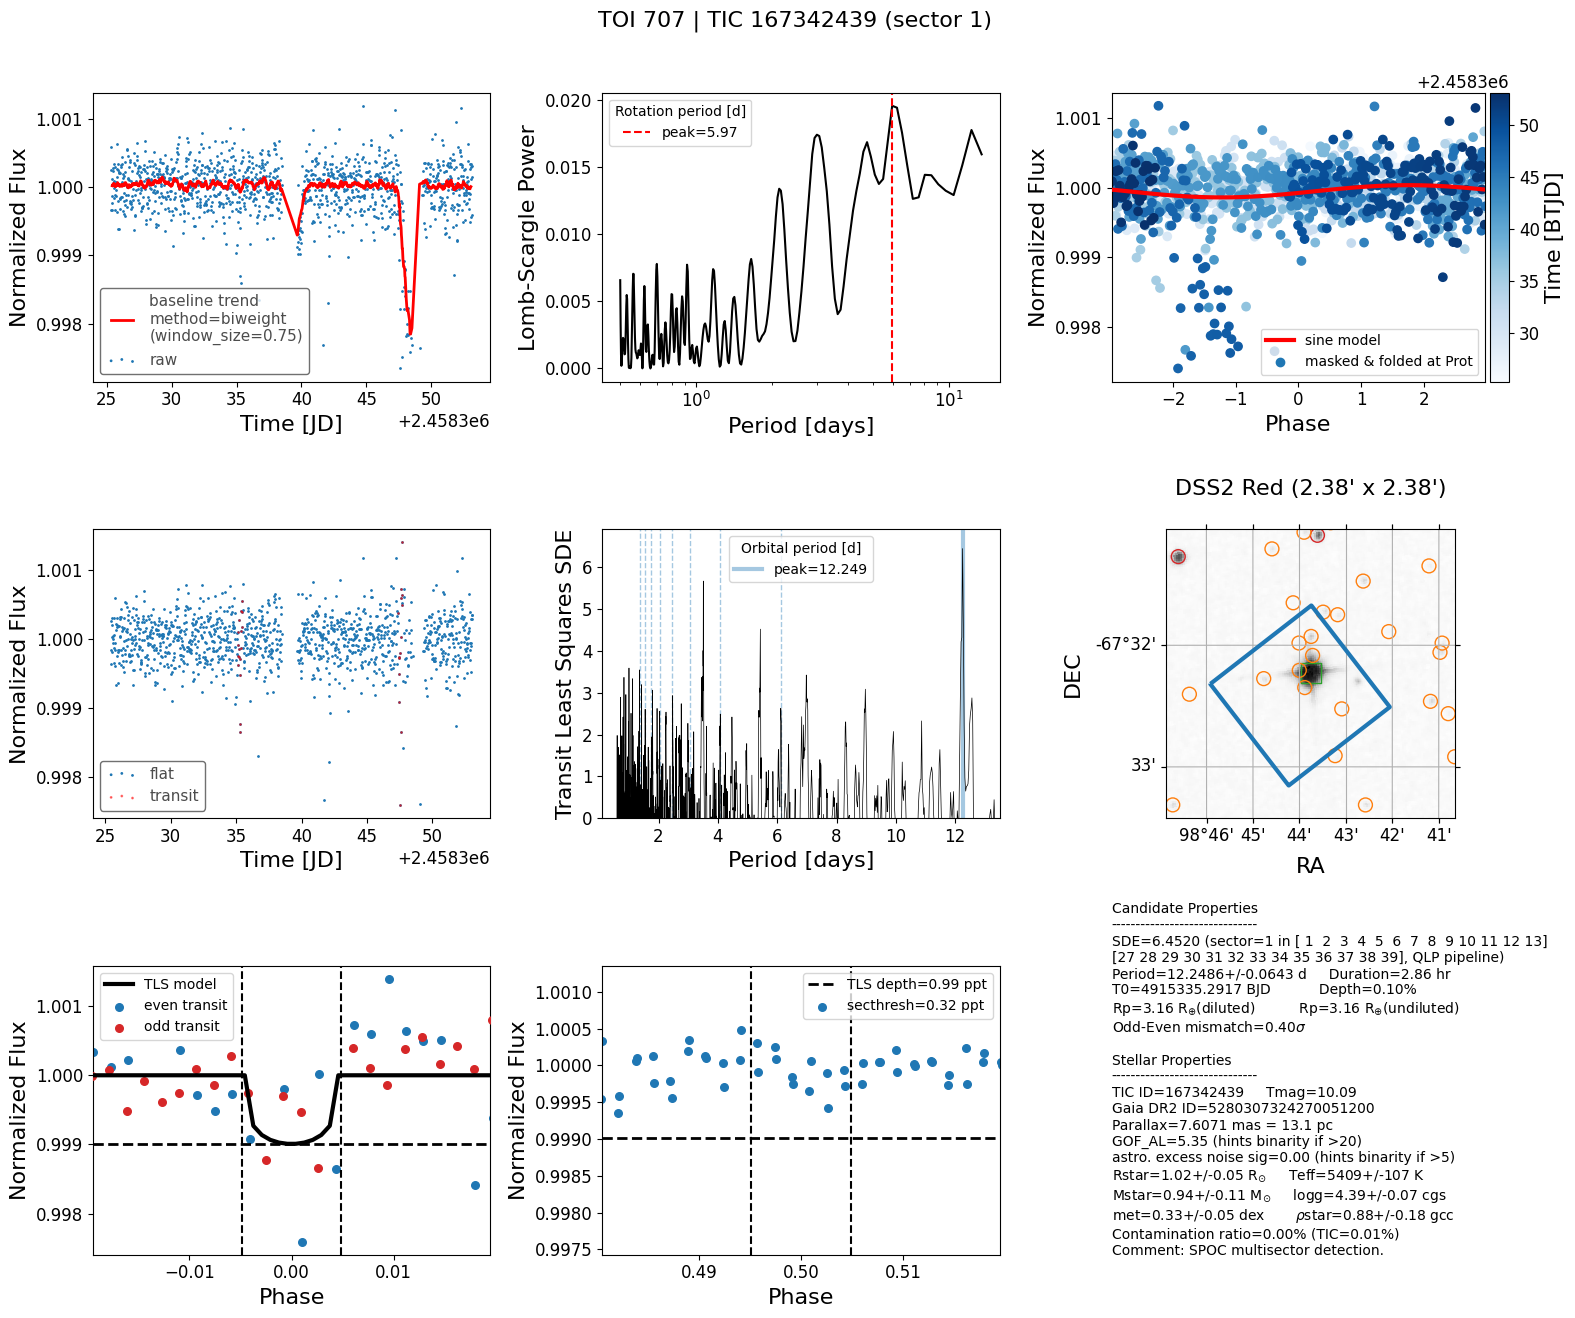 TOI 707 | TIC 167342439 (sector 1)
Normalized Flux
1.001
1.000
0.999
0.998
baseline trend
method=biweight
(window_size=0.75)
raw
25 30 35 40 45 50
Time [JD]
+2.4583e6
Lomb-Scargle Power
0.020
0.015
0.010
0.005
0.000
Rotation period [d]
peak=5.97
10⁰ 10¹
Period [days]
Normalized Flux
1.001
1.000
0.999
0.998
sine model
masked & folded at Prot
−2 −1 0 1 2
Phase
+2.4583e6
50
45
40
35
30
Time [BTJD]
Normalized Flux
1.001
1.000
0.999
0.998
flat
transit
25 30 35 40 45 50
Time [JD]
+2.4583e6
Transit Least Squares SDE
6
5
4
3
2
1
0
Orbital period [d]
peak=12.249
2 4 6 8 10 12
Period [days]
DSS2 Red (2.38' x 2.38')
DEC
-67°32'
33'
98°46' 45' 44' 43' 42' 41'
RA
Normalized Flux
1.001
1.000
0.999
0.998
TLS model
even transit
odd transit
−0.01 0.00 0.01
Phase
Normalized Flux
1.0010
1.0005
1.0000
0.9995
0.9990
0.9985
0.9980
0.9975
TLS depth=0.99 ppt
secthresh=0.32 ppt
0.49 0.50 0.51
Phase
Candidate Properties
------------------------------
SDE=6.4520 (sector=1 in [ 1 2 3 4 5 6 7 8 9 10 11 12 13]
[27 28 29 30 31 32 33 34 35 36 37 38 39], QLP pipeline)
Period=12.2486+/-0.0643 d Duration=2.86 hr
T0=4915335.2917 BJD Depth=0.10%
Rp=3.16 R⊕(diluted) Rp=3.16 R⊕(undiluted)
Odd-Even mismatch=0.40σ
Stellar Properties
------------------------------
TIC ID=167342439 Tmag=10.09
Gaia DR2 ID=5280307324270051200
Parallax=7.6071 mas = 13.1 pc
GOF_AL=5.35 (hints binarity if >20)
astro. excess noise sig=0.00 (hints binarity if >5)
Rstar=1.02+/-0.05 R⊙ Teff=5409+/-107 K
Mstar=0.94+/-0.11 M⊙ logg=4.39+/-0.07 cgs
met=0.33+/-0.05 dex ρstar=0.88+/-0.18 gcc
Contamination ratio=0.00% (TIC=0.01%)
Comment: SPOC multisector detection.